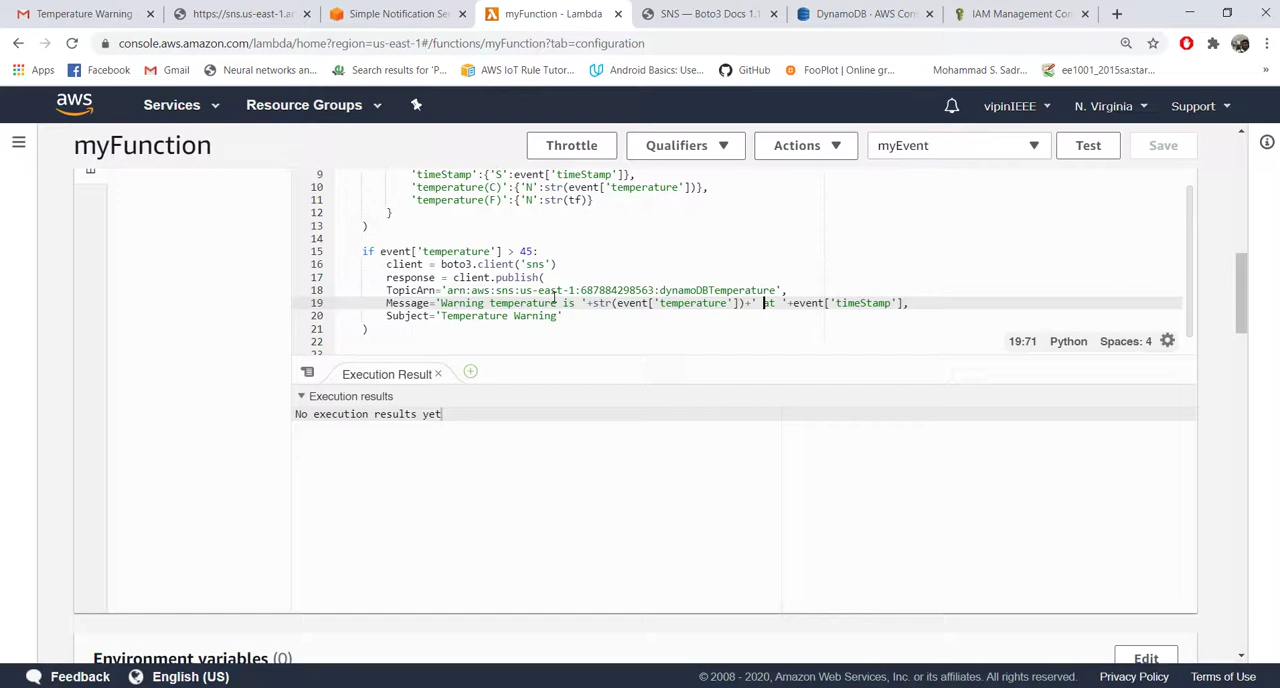 Temperature Warning
https://sns.us-east-1.ar
Simple Notification Se
myFunction - Lambda
SNS — Boto3 Docs 1.1
DynamoDB · AWS Con
IAM Management Con
console.aws.amazon.com/lambda/home?region=us-east-1#/functions/myFunction?tab=configuration
Apps
Facebook
Gmail
Neural networks an...
Search results for 'P...
AWS IoT Rule Tutor...
Android Basics: Use...
GitHub
FooPlot | Online gr...
Mohammad S. Sadr...
ee1001_2015sa:star...
»
aws
Services
Resource Groups
vipinIEEE
N. Virginia
Support
myFunction
Throttle
Qualifiers
Actions
myEvent
Test
Save
9 'timeStamp':{'S':event['timeStamp']},
10 'temperature(C)':{'N':str(event['temperature'])},
11 'temperature(F)':{'N':str(tf)}
12 }
13 )
14
15 if event['temperature'] > 45:
16 client = boto3.client('sns')
17 response = client.publish(
18 TopicArn='arn:aws:sns:us-east-1:687884298563:dynamoDBTemperature',
19 Message='Warning temperature is '+str(event['temperature'])+' at '+event['timeStamp'],
20 Subject='Temperature Warning'
21 )
22
23
19:71 Python Spaces: 4
Execution Result
Execution results
No execution results yet
Environment variables (0)
Edit
Feedback
English (US)
© 2008 - 2020, Amazon Web Services, Inc. or its affiliates. All rights reserved.
Privacy Policy
Terms of Use